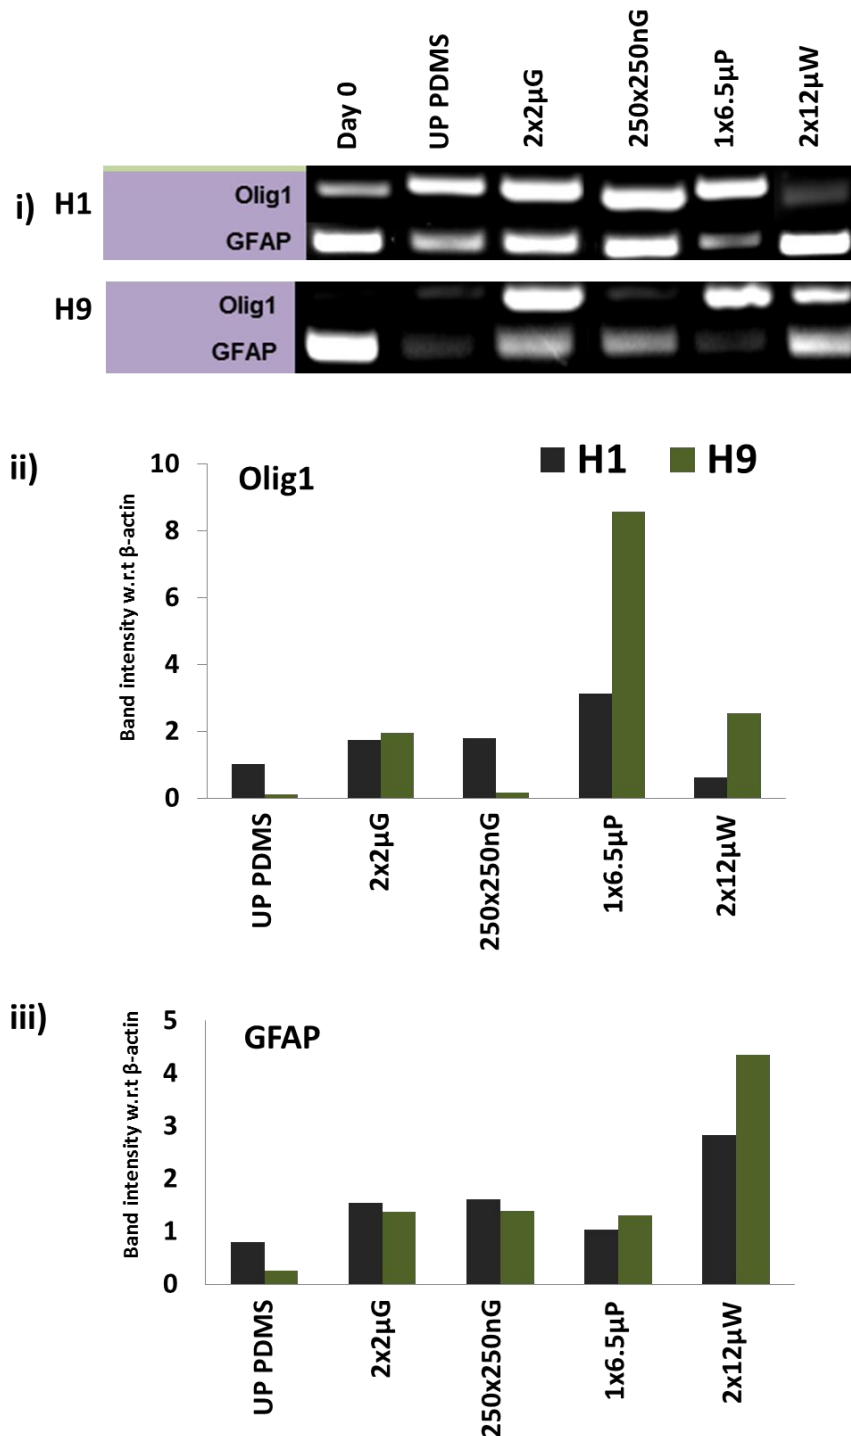 Day 0
UP PDMS
2x2µG
250x250nG
1x6.5µP
2x12µW
i) H1
Olig1
GFAP
H9
Olig1
GFAP
ii)
Olig1
H1 H9
Band intensity w.r.t β-actin
10
8
6
4
2
0
UP PDMS
2x2µG
250x250nG
1x6.5µP
2x12µW
iii)
GFAP
Band intensity w.r.t β-actin
5
4
3
2
1
0
UP PDMS
2x2µG
250x250nG
1x6.5µP
2x12µW